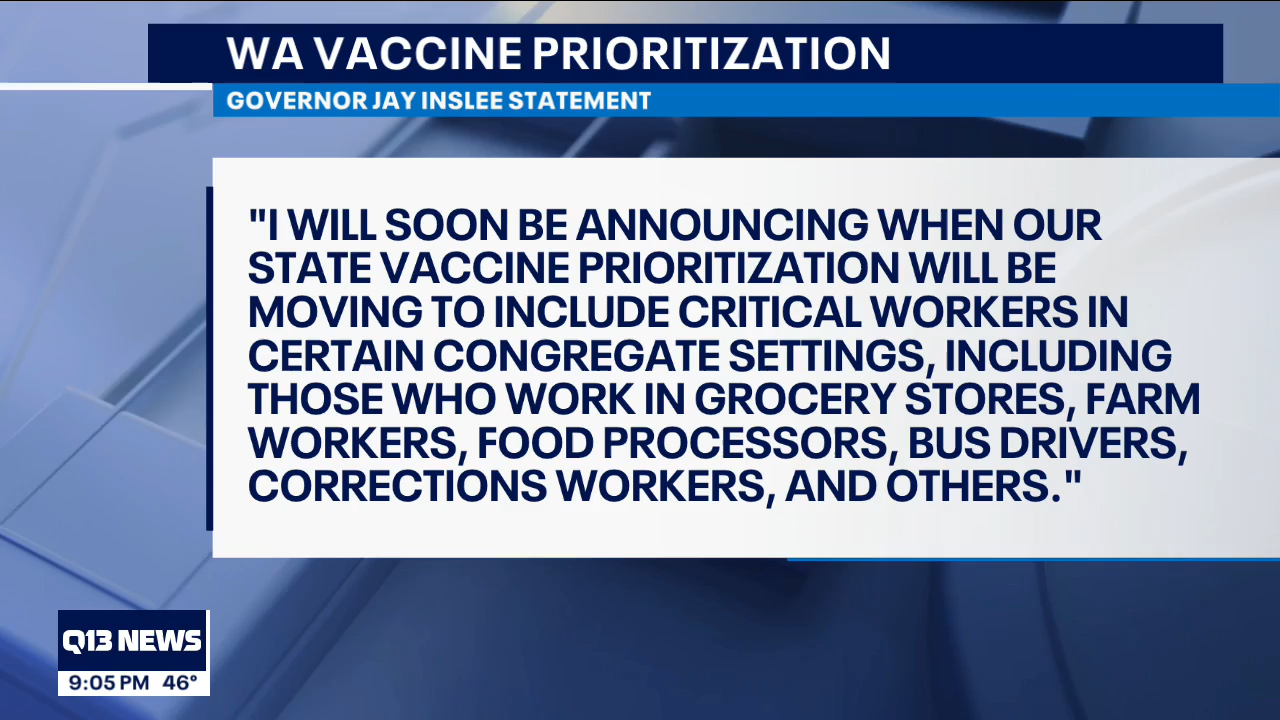 WA VACCINE PRIORITIZATION
GOVERNOR JAY INSLEE STATEMENT
"I WILL SOON BE ANNOUNCING WHEN OUR
STATE VACCINE PRIORITIZATION WILL BE
MOVING TO INCLUDE CRITICAL WORKERS IN
CERTAIN CONGREGATE SETTINGS, INCLUDING
THOSE WHO WORK IN GROCERY STORES, FARM
WORKERS, FOOD PROCESSORS, BUS DRIVERS,
CORRECTIONS WORKERS, AND OTHERS."
Q13 NEWS
9:05 PM 46°